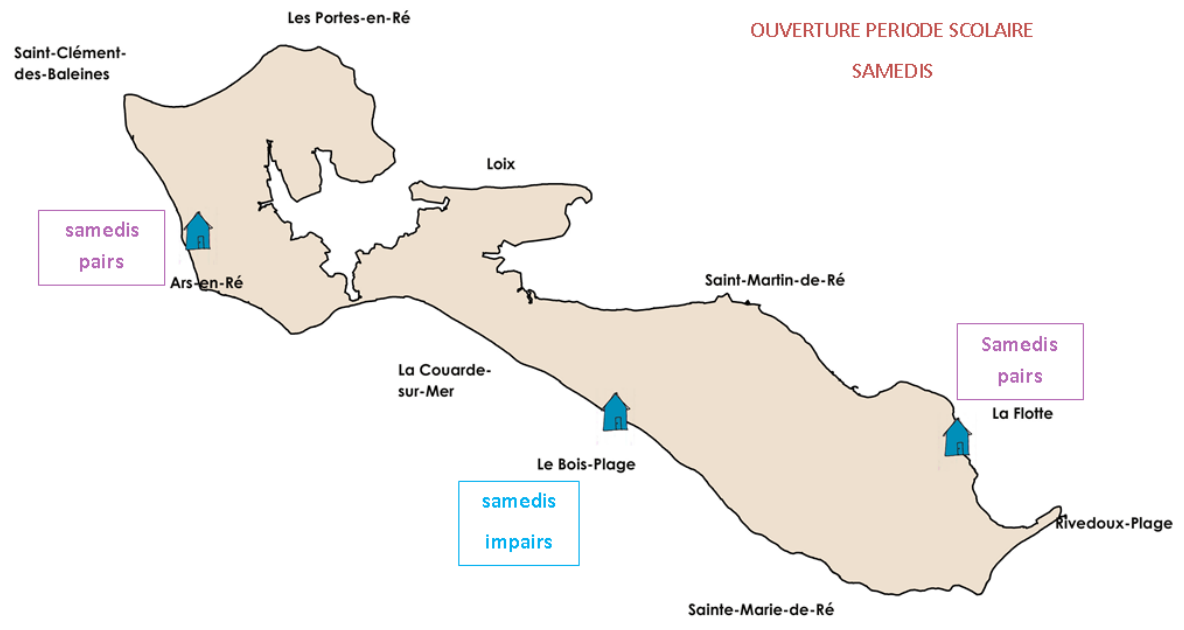 Les Portes-en-Ré
OUVERTURE PERIODE SCOLAIRE
SAMEDIS
Saint-Clément-
des-Baleines
Loix
samedis
pairs
Ars-en-Ré
Saint-Martin-de-Ré
Samedis
pairs
La Couarde-
sur-Mer
La Flotte
Le Bois-Plage
samedis
impairs
Rivedoux-Plage
Sainte-Marie-de-Ré